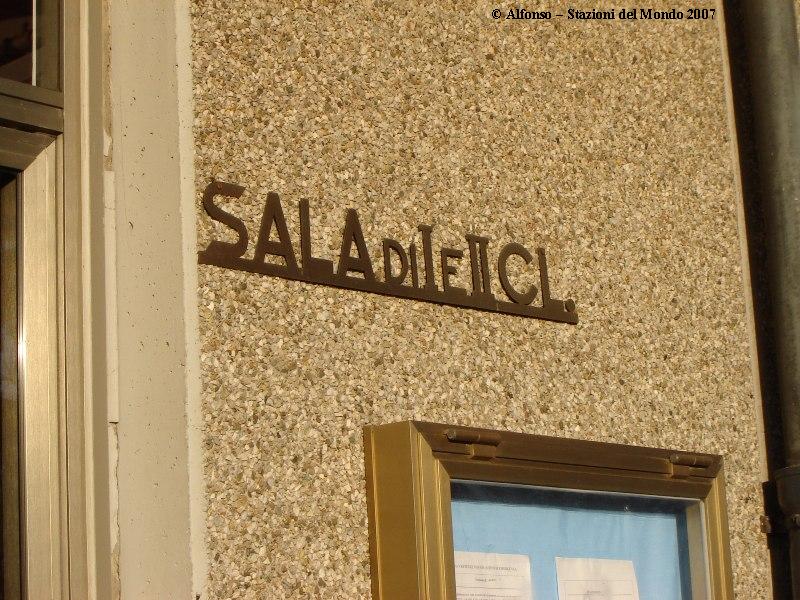 © Alfonso – Stazioni del Mondo 2007
SALA DI I E II CL.